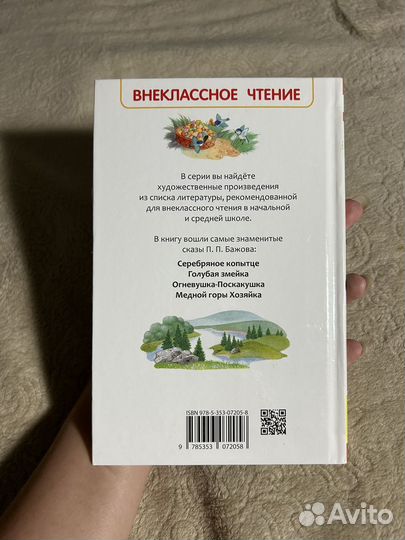 ВНЕКЛАССНОЕ ЧТЕНИЕ
В серии вы найдёте
художественные произведения
из списка литературы, рекомендованной
для внеклассного чтения в начальной
и средней школе.
В книгу вошли самые знаменитые
сказы П. П. Бажова:
Серебряное копытце
Голубая змейка
Огневушка-Поскакушка
Медной горы Хозяйка
ISBN 978-5-353-07205-8
9 785353 072058
Avito